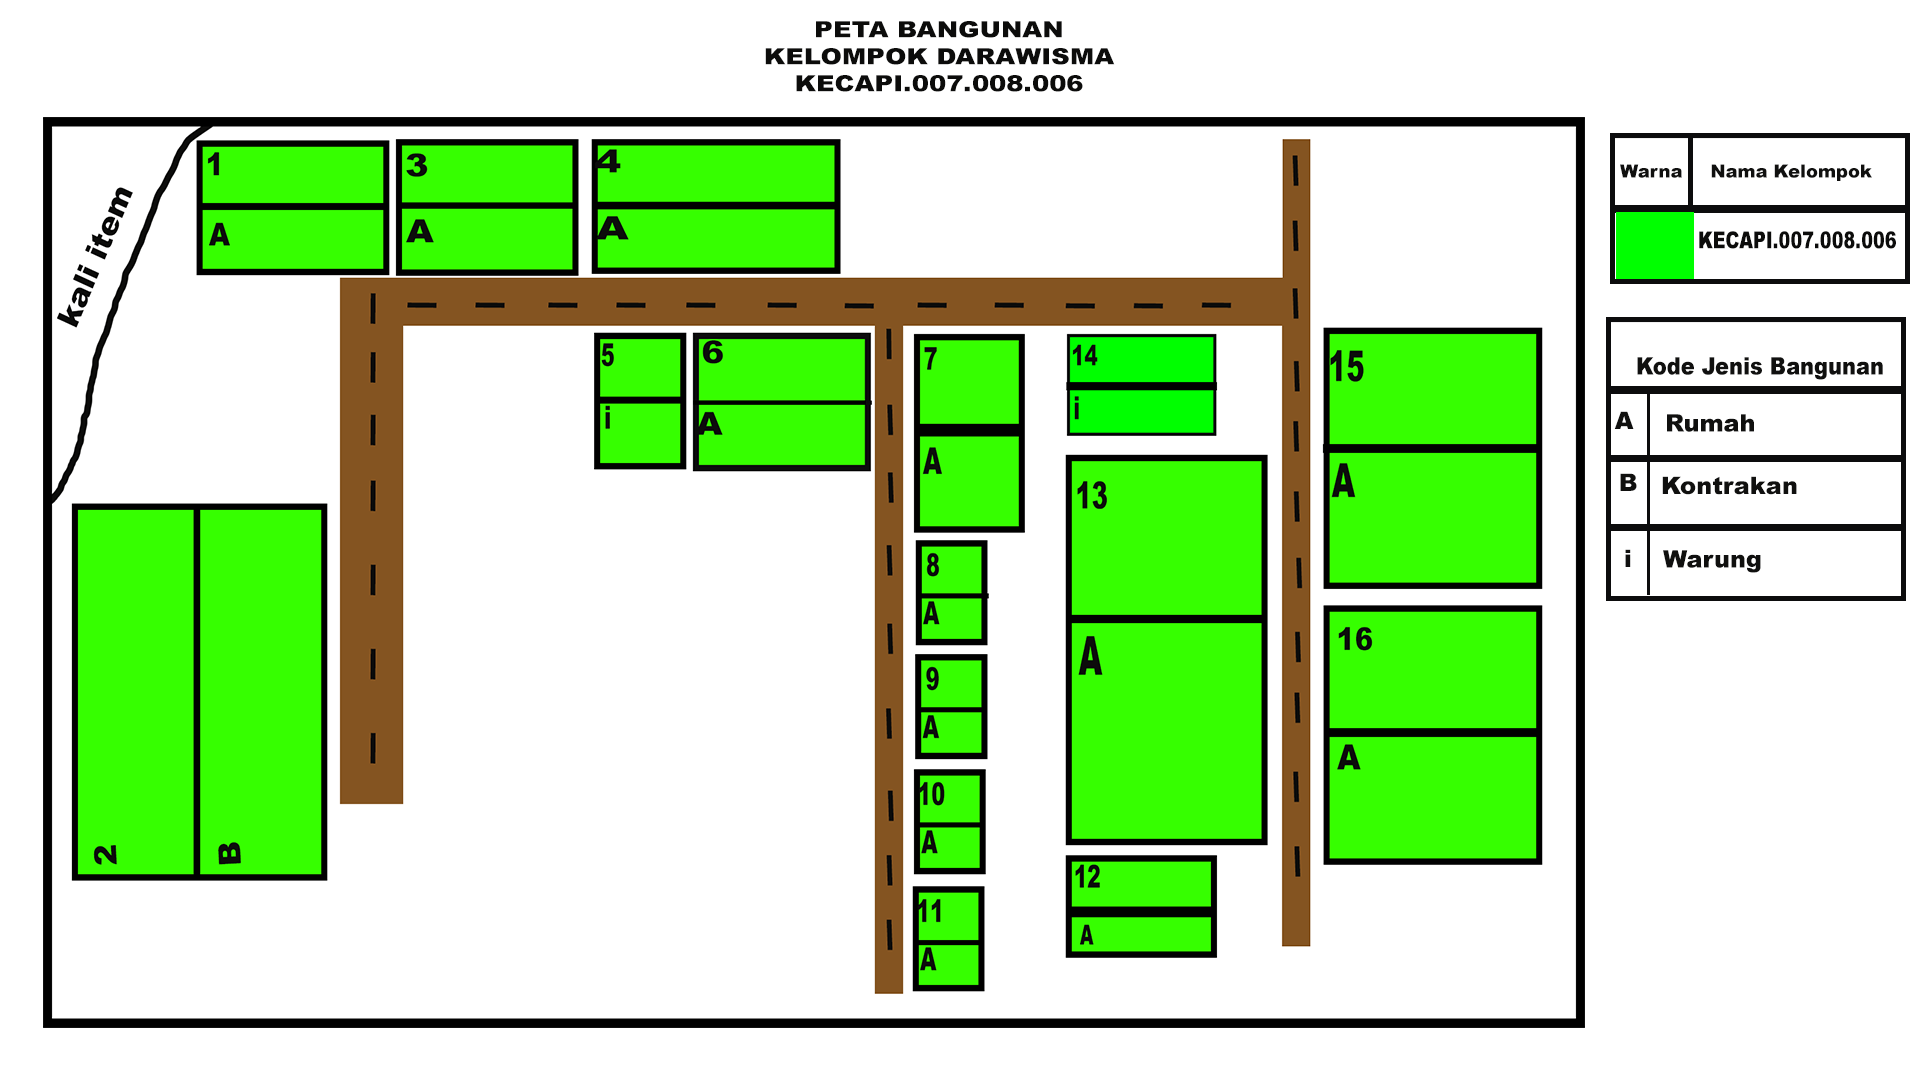 PETA BANGUNAN
KELOMPOK DARAWISMA
KECAPI.007.008.006
kali item
1
A
3
A
4
A
2
B
5
i
6
A
7
A
8
A
9
A
10
A
11
A
14
i
13
A
12
A
15
A
16
A
Warna Nama Kelompok
KECAPI.007.008.006
Kode Jenis Bangunan
A Rumah
B Kontrakan
i Warung